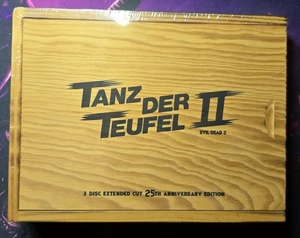 TANZ DER
TEUFEL II
EVIL DEAD 2
3 DISC EXTENDED CUT 25TH ANNIVERSARY EDITION